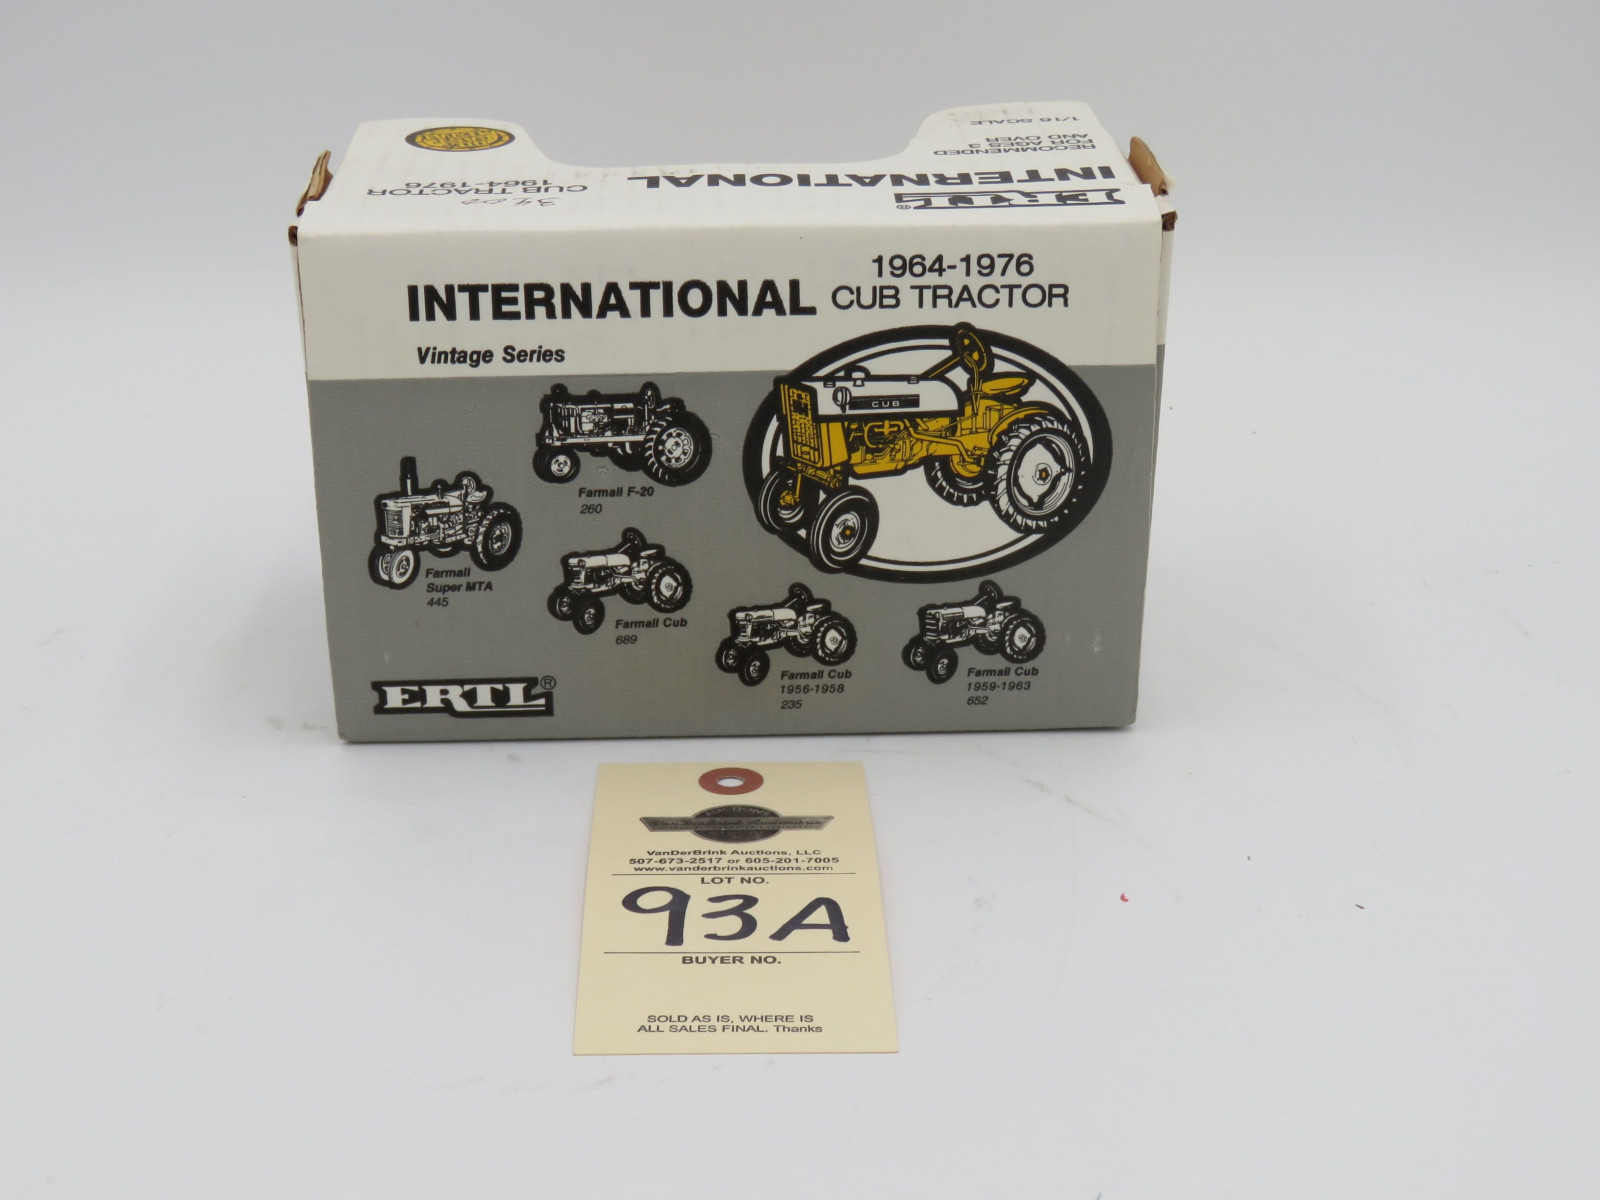 1/16 SCALE
RECOMMENDED
FOR AGES 3
AND OVER
INTERNATIONAL
ERTL®
CUB TRACTOR
1964-1976
3400
INTERNATIONAL
1964-1976
CUB TRACTOR
Vintage Series
CUB
Farmall F-20
260
Farmall
Super MTA
445
Farmall Cub
689
Farmall Cub
1956-1958
235
Farmall Cub
1959-1963
652
ERTL®
VanDerBrink Auctions, LLC
507-673-2517 or 605-201-7005
www.vanderbrinkauctions.com
LOT NO.
93A
BUYER NO.
SOLD AS IS, WHERE IS
ALL SALES FINAL. Thanks